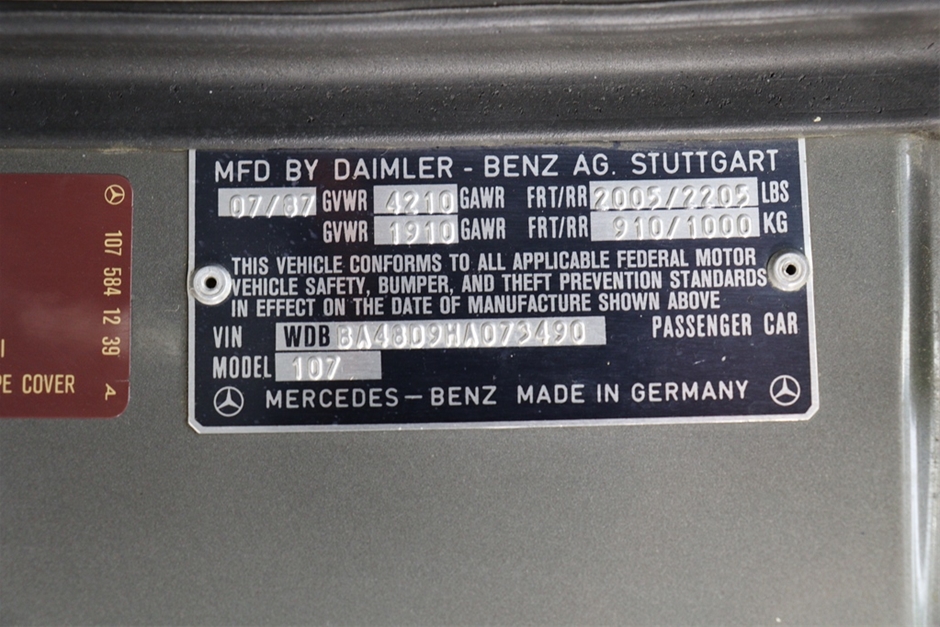 MFD BY DAIMLER - BENZ AG. STUTTGART
07/87 GVWR 4210 GAWR FRT/RR 2005/2205 LBS
GVWR 1910 GAWR FRT/RR 910/1000 KG
THIS VEHICLE CONFORMS TO ALL APPLICABLE FEDERAL MOTOR
VEHICLE SAFETY, BUMPER, AND THEFT PREVENTION STANDARDS
IN EFFECT ON THE DATE OF MANUFACTURE SHOWN ABOVE
VIN WDB BA48D9HA073490 PASSENGER CAR
MODEL 107
MERCEDES – BENZ MADE IN GERMANY
107 584 12 39 4
COVER